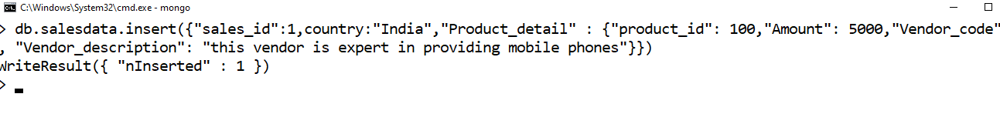 C:\Windows\System32\cmd.exe - mongo
> db.salesdata.insert({"sales_id":1,country:"India","Product_detail" : {"product_id": 100,"Amount": 5000,"Vendor_code"
, "Vendor_description": "this vendor is expert in providing mobile phones"}})
WriteResult({ "nInserted" : 1 })
>